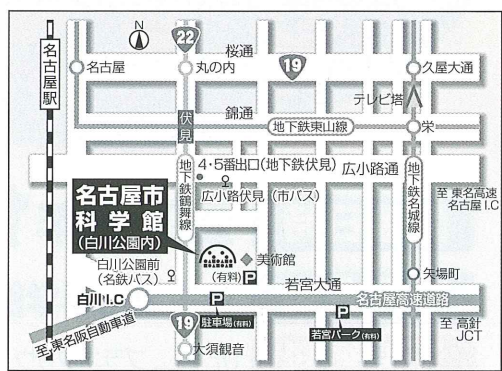 N
22
桜通
名古屋駅
名古屋
丸の内
19
久屋大通
テレビ塔
錦通
伏見
地下鉄東山線
栄
4・5番出口(地下鉄伏見)
広小路通
地下鉄鶴舞線
広小路伏見(市バス)
地下鉄名城線
至 東名高速
名古屋 I.C
名古屋市
科学館
(白川公園内)
美術館
白川公園前
(名鉄バス)
(有料)
P
矢場町
若宮大通
白川I.C
P
名古屋高速道路
駐車場(有料)
P
若宮パーク(有料)
至 高針
JCT
至 東名阪自動車道
19
大須観音